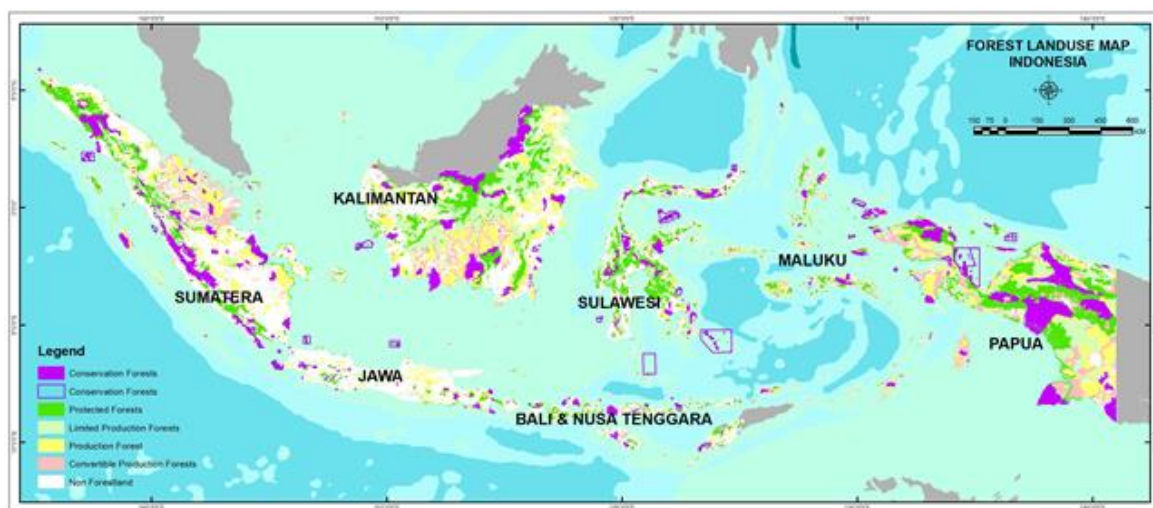 FOREST LANDUSE MAP
INDONESIA
KM
KALIMANTAN
SUMATERA
SULAWESI
MALUKU
PAPUA
JAWA
BALI & NUSA TENGGARA
Legend
Conservation Forests
Conservation Forests
Protected Forests
Limited Production Forests
Production Forest
Convertible Production Forests
Non Forestland